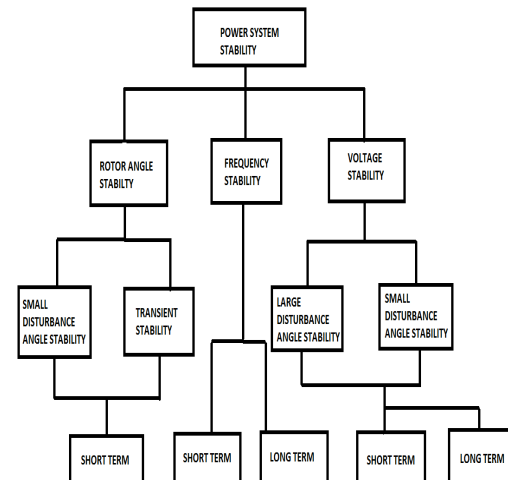 POWER SYSTEM
STABILITY
ROTOR ANGLE
STABILTY
FREQUENCY
STABILITY
VOLTAGE
STABILITY
SMALL
DISTURBANCE
ANGLE STABILITY
TRANSIENT
STABILITY
LARGE
DISTURBANCE
ANGLE STABILITY
SMALL
DISTURBANCE
ANGLE STABILITY
SHORT TERM
SHORT TERM
LONG TERM
SHORT TERM
LONG TERM